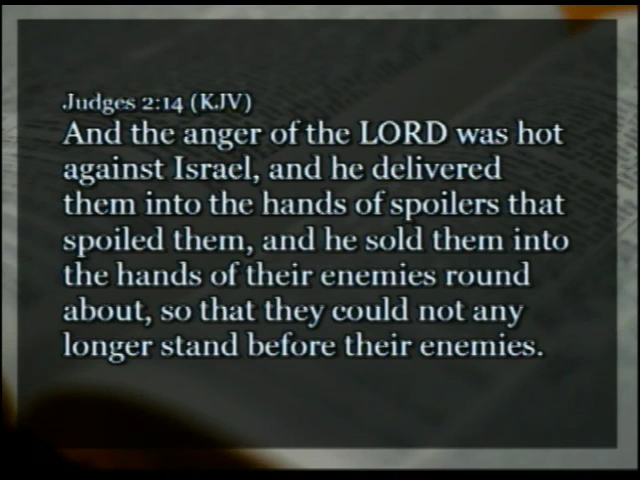 Judges 2:14 (KJV)
And the anger of the LORD was hot
against Israel, and he delivered
them into the hands of spoilers that
spoiled them, and he sold them into
the hands of their enemies round
about, so that they could not any
longer stand before their enemies.